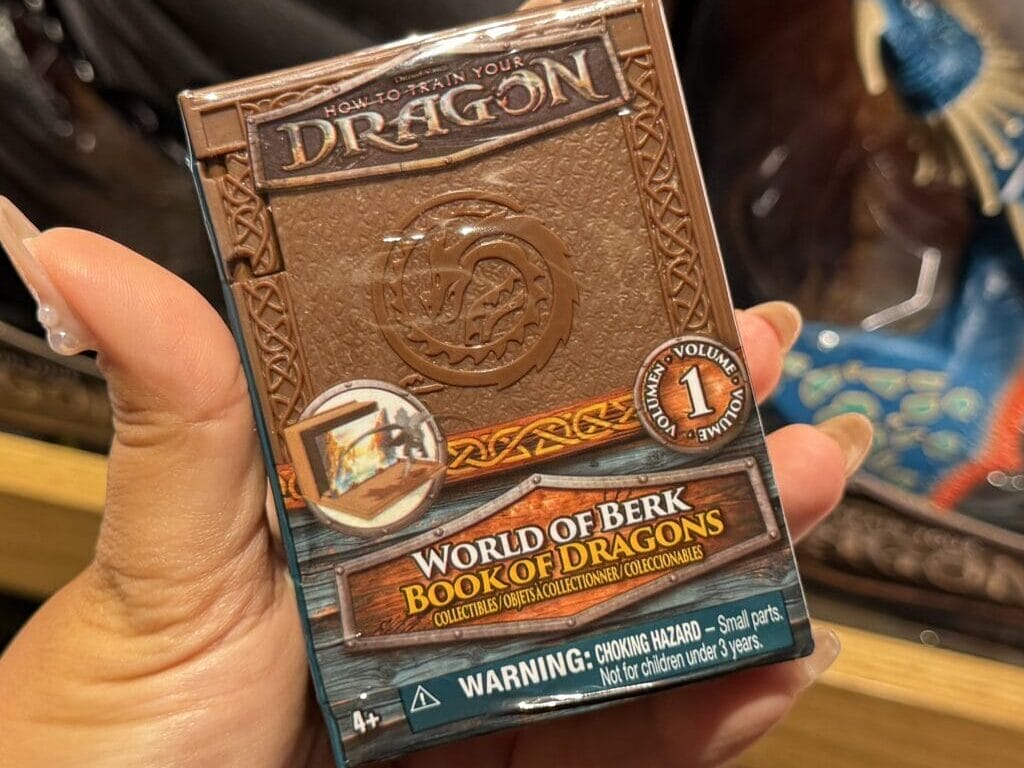 DreamWorks
HOW TO TRAIN YOUR
DRAGON
VOLUME · VOLUME · VOLUMEN
1
WORLD OF BERK
BOOK OF DRAGONS
COLLECTIBLES / OBJETS À COLLECTIONNER / COLECCIONABLES
WARNING: CHOKING HAZARD – Small parts.
Not for children under 3 years.
4+